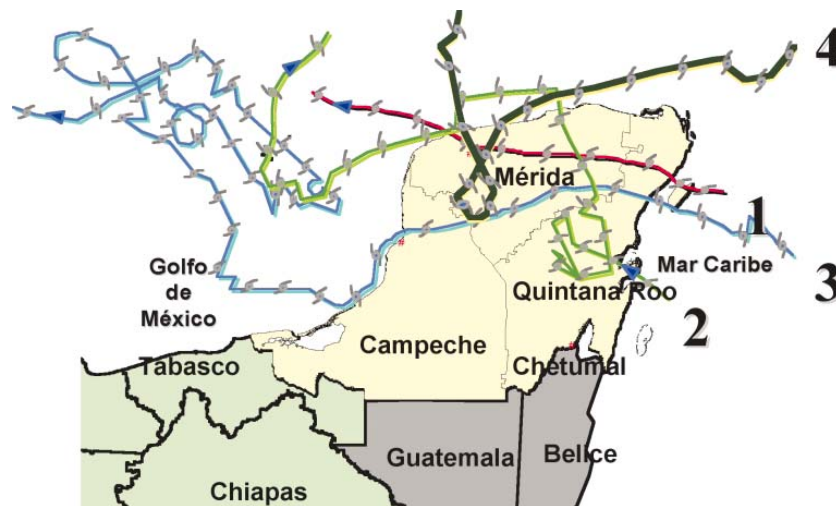 4
Mérida
1
Golfo
de
México
Mar Caribe
3
Quintana Roo
2
Campeche
Tabasco
Chetumal
Guatemala
Belice
Chiapas